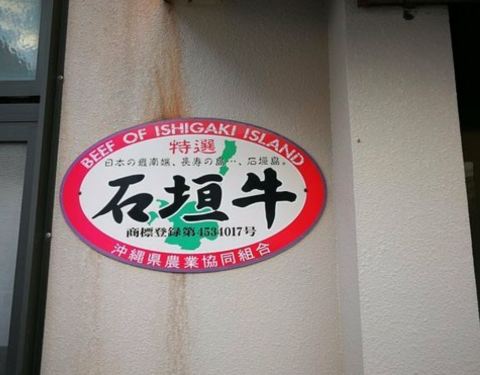 BEEF OF ISHIGAKI ISLAND
特選
日本の最南端、長寿の島…、石垣島。
石垣牛
商標登録第4534017号
沖縄県農業協同組合